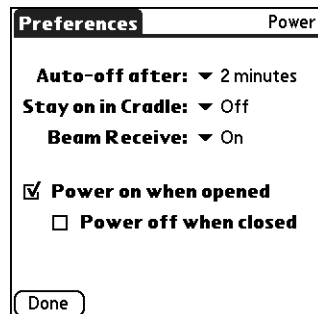 Preferences Power
Auto-off after: 2 minutes
Stay on in Cradle: Off
Beam Receive: On
Power on when opened
Power off when closed
Done